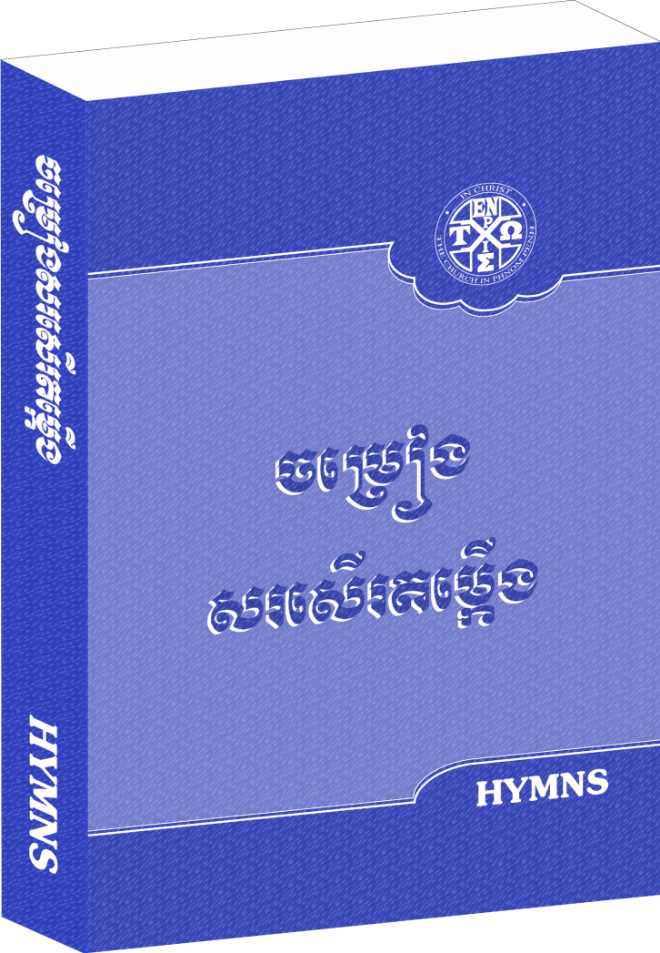 ចម្រៀងសរសើរតម្កើង
HYMNS
IN CHRIST
EN
P
T X Ω
I
Σ
THE CHURCH IN PHNOM PENH
ចម្រៀង
សរសើរតម្កើង
HYMNS